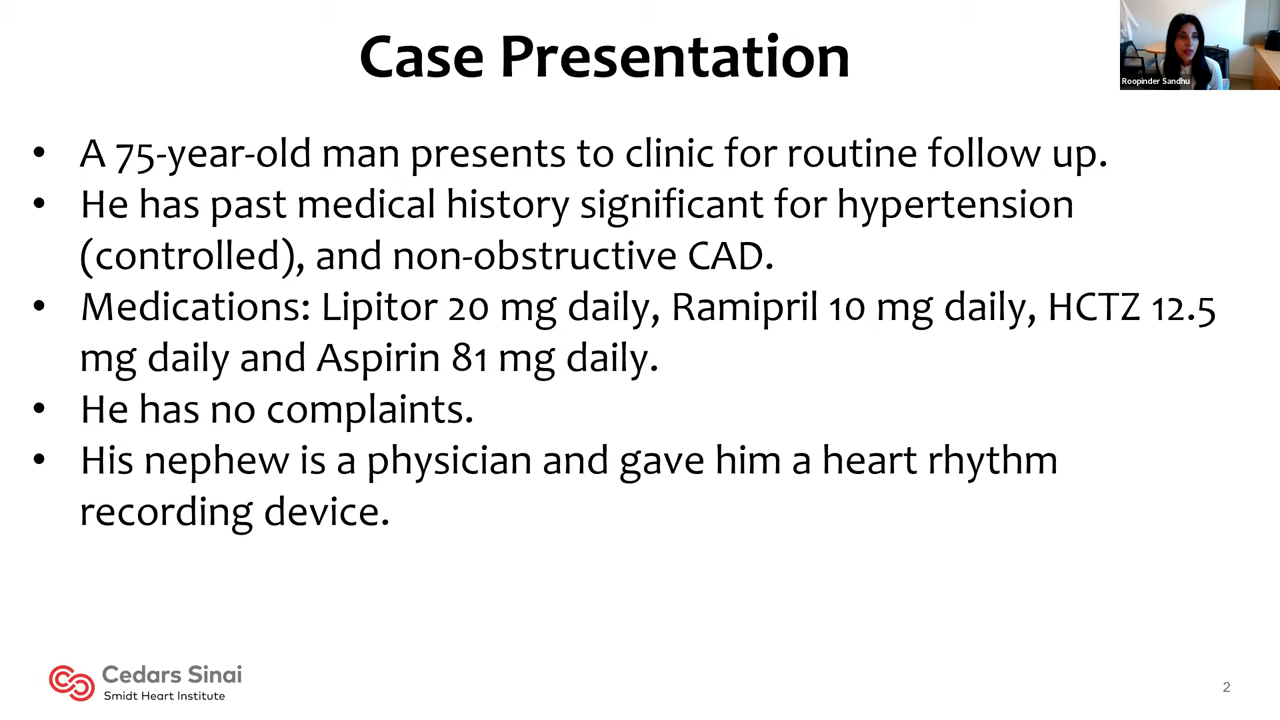 Case Presentation
Roopinder Sandhu
• A 75-year-old man presents to clinic for routine follow up.
• He has past medical history significant for hypertension
(controlled), and non-obstructive CAD.
• Medications: Lipitor 20 mg daily, Ramipril 10 mg daily, HCTZ 12.5
mg daily and Aspirin 81 mg daily.
• He has no complaints.
• His nephew is a physician and gave him a heart rhythm
recording device.
Cedars Sinai
Smidt Heart Institute
2